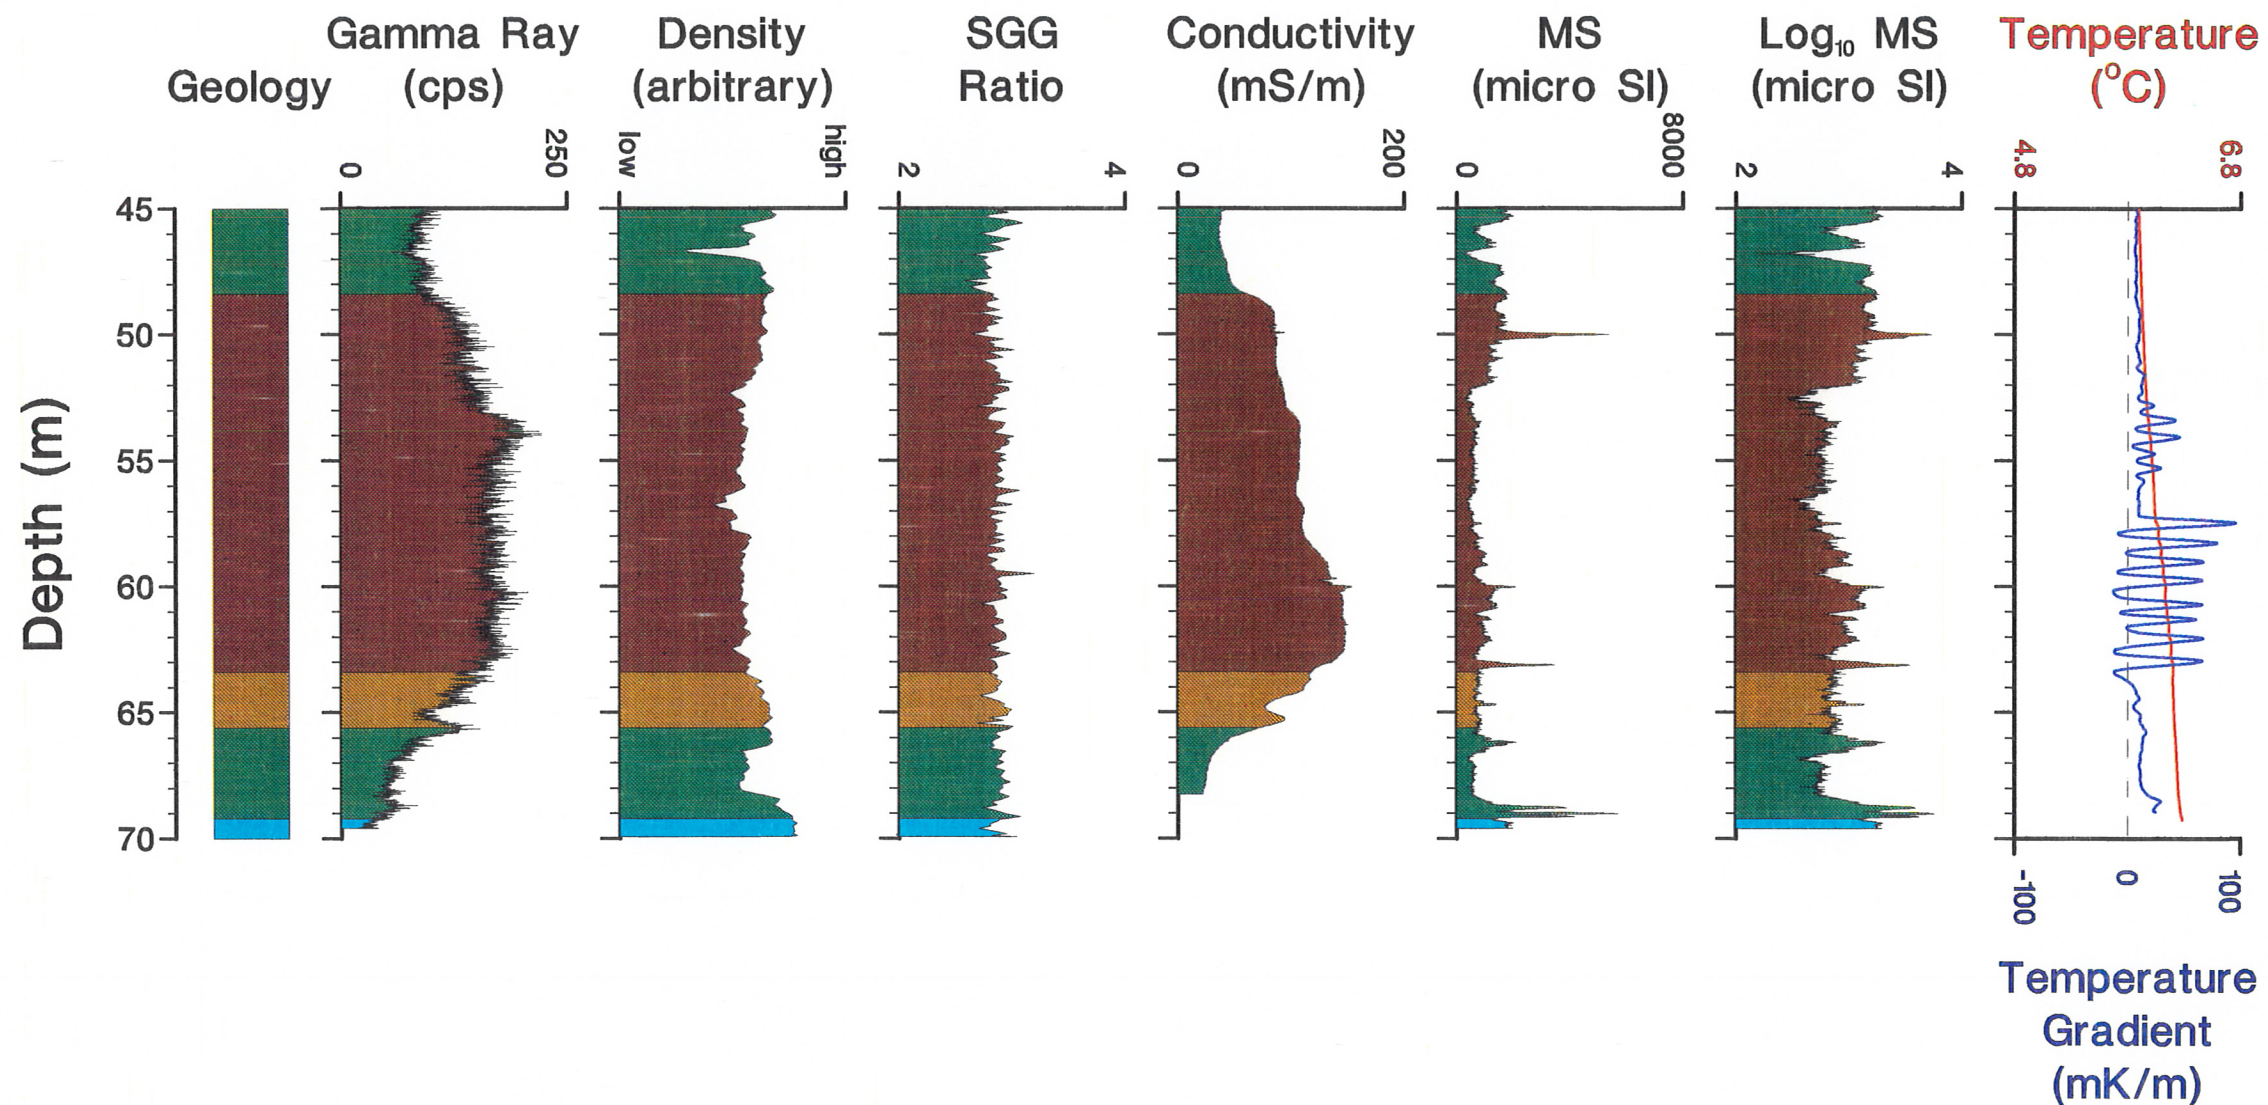 Geology
Gamma Ray
(cps)
Density
(arbitrary)
SGG
Ratio
Conductivity
(mS/m)
MS
(micro SI)
Log₁₀ MS
(micro SI)
Temperature
(°C)
0 250
low high
2 4
0 200
0 8000
2 4
4.8 6.8
Depth (m)
45
50
55
60
65
70
-100 0 100
Temperature
Gradient
(mK/m)